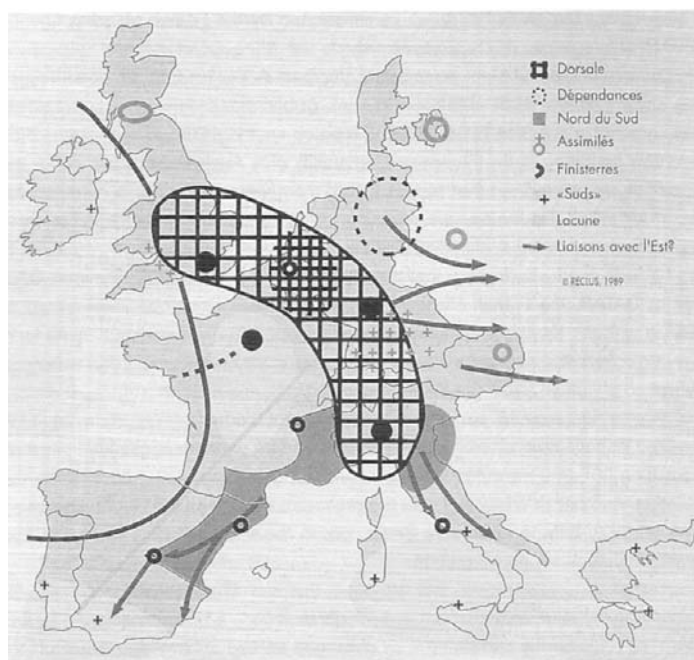 Dorsale
Dépendances
Nord du Sud
Assimilés
Finisterres
«Suds»
Lacune
Liaisons avec l'Est?
© RECLUS, 1989